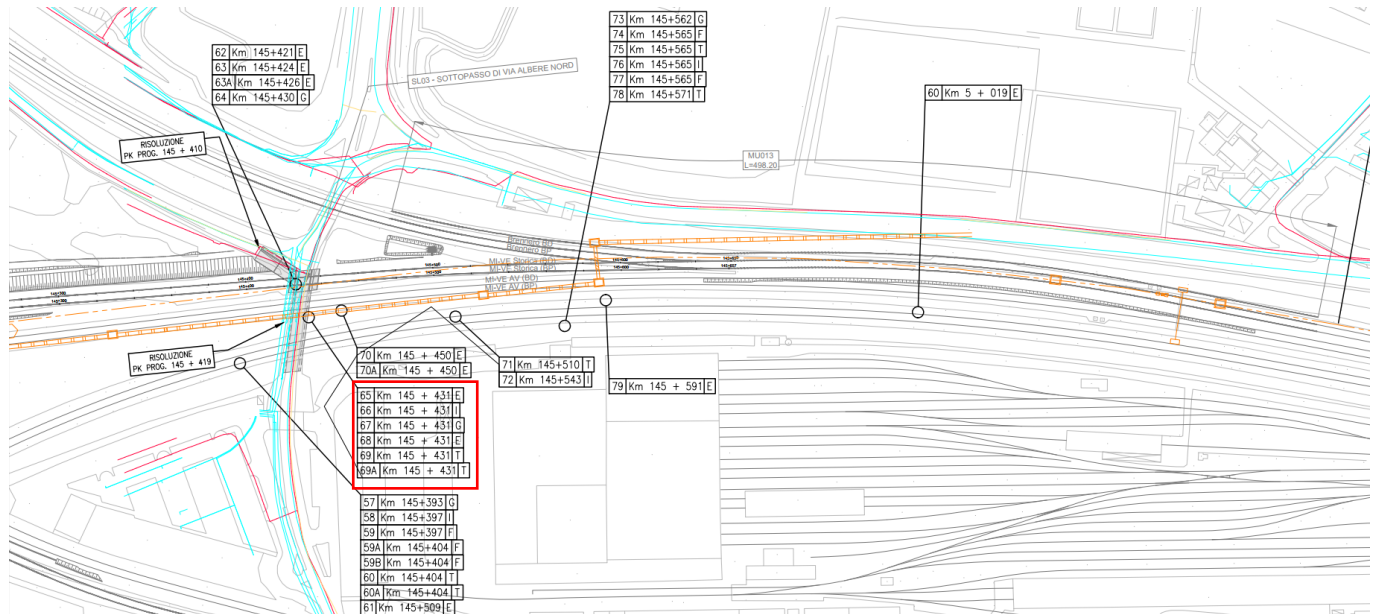 62 Km 145+421 E
63 Km 145+424 E
63A Km 145+426 E
64 Km 145+430 G
SL03 - SOTTOPASSO DI VIA ALBERE NORD
73 Km 145+562 G
74 Km 145+565 F
75 Km 145+565 T
76 Km 145+565 I
77 Km 145+565 F
78 Km 145+571 T
60 Km 5 + 019 E
RISOLUZIONE
PK PROG. 145 + 410
MU013
L=498.20
Brennero BD
Brennero BP
MI-VE Storica (BD)
MI-VE Storica (BP)
MI-VE AV (BD)
MI-VE AV (BP)
RISOLUZIONE
PK PROG. 145 + 419
70 Km 145 + 450 E
70A Km 145 + 450 E
71 Km 145+510 T
72 Km 145+543 I
79 Km 145 + 591 E
65 Km 145 + 431 E
66 Km 145 + 431 I
67 Km 145 + 431 G
68 Km 145 + 431 E
69 Km 145 + 431 T
69A Km 145 + 431 T
57 Km 145+393 G
58 Km 145+397 I
59 Km 145+397 F
59A Km 145+404 F
59B Km 145+404 F
60 Km 145+404 T
60A Km 145+404 T
61 Km 145+509 E